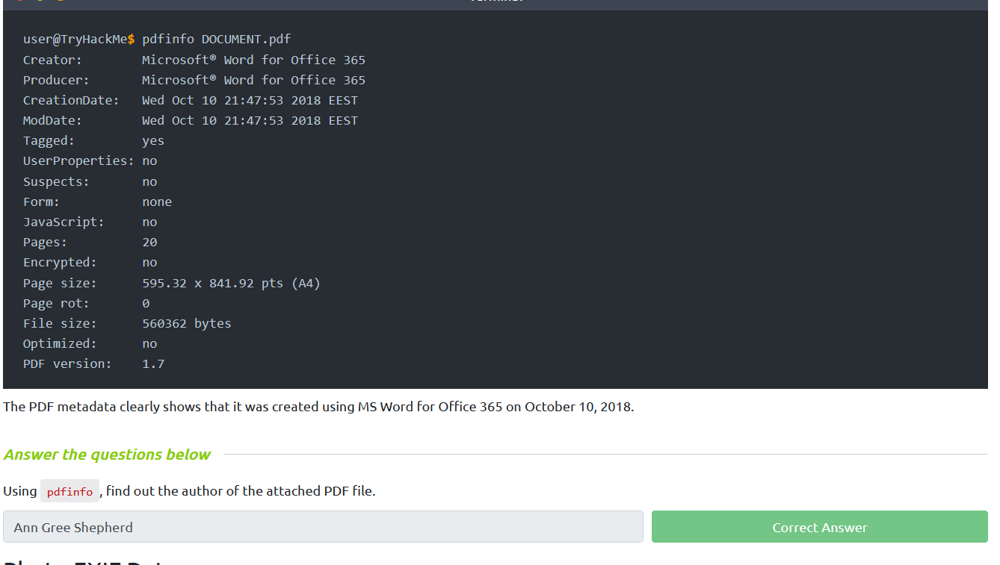 user@TryHackMe$ pdfinfo DOCUMENT.pdf
Creator: Microsoft® Word for Office 365
Producer: Microsoft® Word for Office 365
CreationDate: Wed Oct 10 21:47:53 2018 EEST
ModDate: Wed Oct 10 21:47:53 2018 EEST
Tagged: yes
UserProperties: no
Suspects: no
Form: none
JavaScript: no
Pages: 20
Encrypted: no
Page size: 595.32 x 841.92 pts (A4)
Page rot: 0
File size: 560362 bytes
Optimized: no
PDF version: 1.7
The PDF metadata clearly shows that it was created using MS Word for Office 365 on October 10, 2018.
Answer the questions below
Using pdfinfo, find out the author of the attached PDF file.
Ann Gree Shepherd
Correct Answer